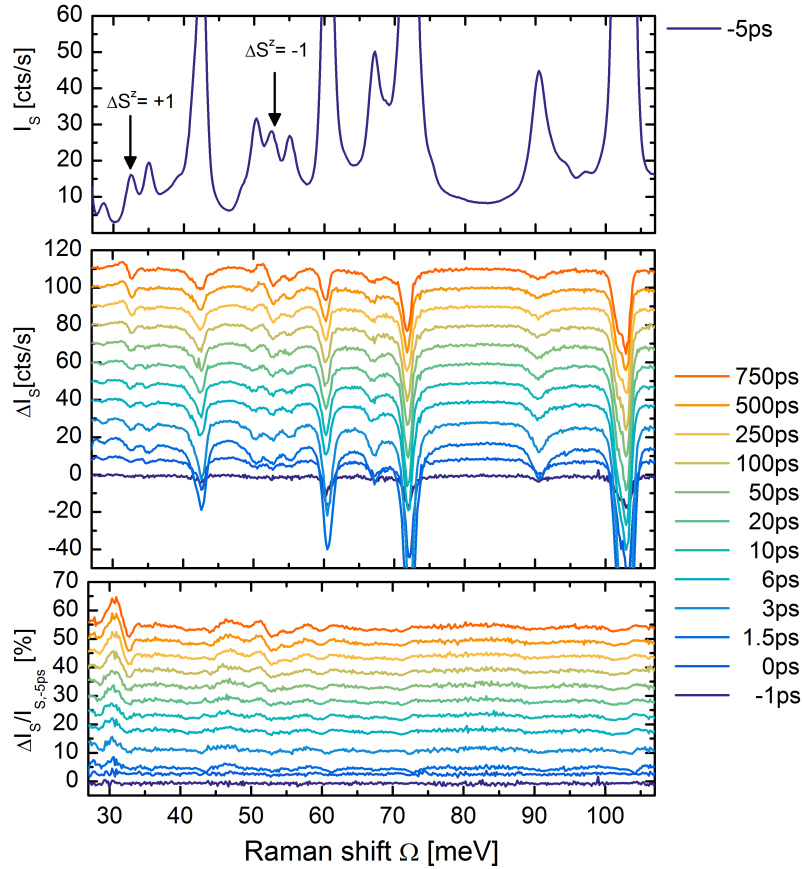 60
50
40
30
20
10
I_S [cts/s]
ΔS^z= +1
ΔS^z= -1
-5ps
120
100
80
60
40
20
0
-20
-40
ΔI_S[cts/s]
750ps
500ps
250ps
100ps
50ps
20ps
10ps
6ps
3ps
1.5ps
0ps
-1ps
70
60
50
40
30
20
10
0
ΔI_S/I_S,-5ps [%]
30 40 50 60 70 80 90 100
Raman shift Ω [meV]